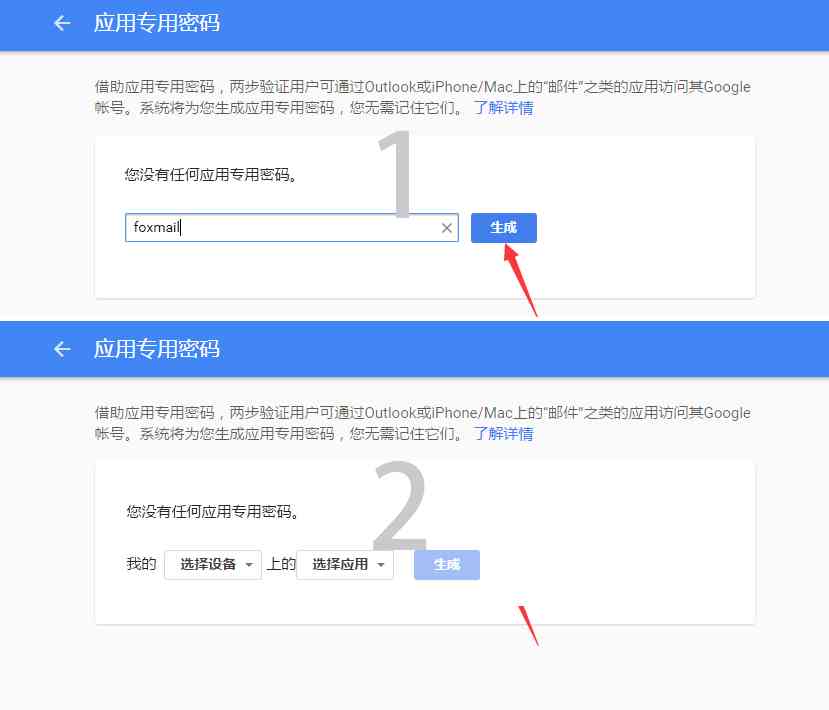 应用专用密码
借助应用专用密码，两步验证用户可通过Outlook或iPhone/Mac上的“邮件”之类的应用访问其Google
帐号。系统将为您生成应用专用密码，您无需记住它们。 了解详情
1
您没有任何应用专用密码。
foxmail 生成
应用专用密码
借助应用专用密码，两步验证用户可通过Outlook或iPhone/Mac上的“邮件”之类的应用访问其Google
帐号。系统将为您生成应用专用密码，您无需记住它们。 了解详情
2
您没有任何应用专用密码。
我的 选择设备 上的 选择应用 生成